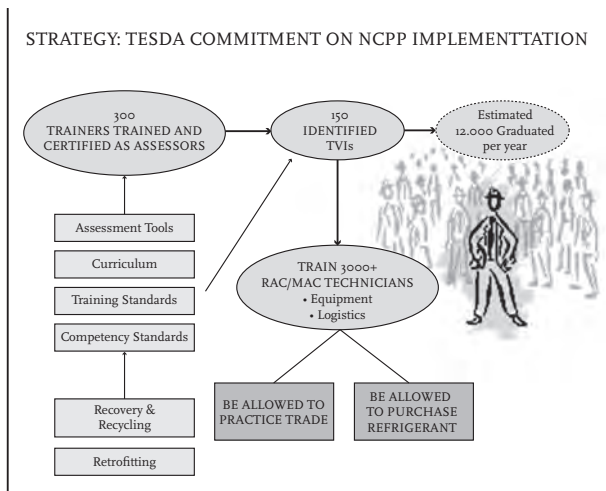 STRATEGY: TESDA COMMITMENT ON NCPP IMPLEMENTTATION
300
TRAINERS TRAINED AND
CERTIFIED AS ASSESSORS
150
IDENTIFIED
TVIs
Estimated
12.000 Graduated
per year
Assessment Tools
Curriculum
Training Standards
Competency Standards
Recovery &
Recycling
Retrofitting
TRAIN 3000+
RAC/MAC TECHNICIANS
• Equipment
• Logistics
BE ALLOWED TO
PRACTICE TRADE
BE ALLOWED
TO PURCHASE
REFRIGERANT